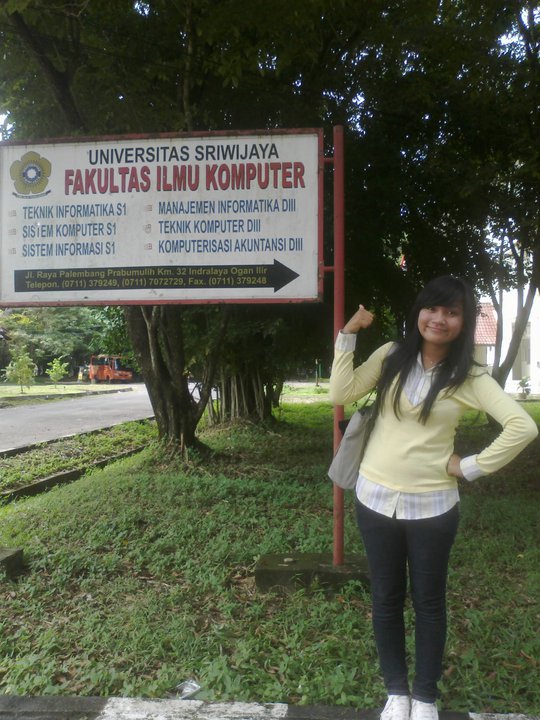 UNIVERSITAS SRIWIJAYA
FAKULTAS ILMU KOMPUTER
TEKNIK INFORMATIKA S1
SISTEM KOMPUTER S1
SISTEM INFORMASI S1
MANAJEMEN INFORMATIKA DIII
TEKNIK KOMPUTER DIII
KOMPUTERISASI AKUNTANSI DIII
Jl. Raya Palembang Prabumulih Km. 32 Indralaya Ogan Ilir
Telepon. (0711) 379249, (0711) 7072729, Fax. (0711) 379248